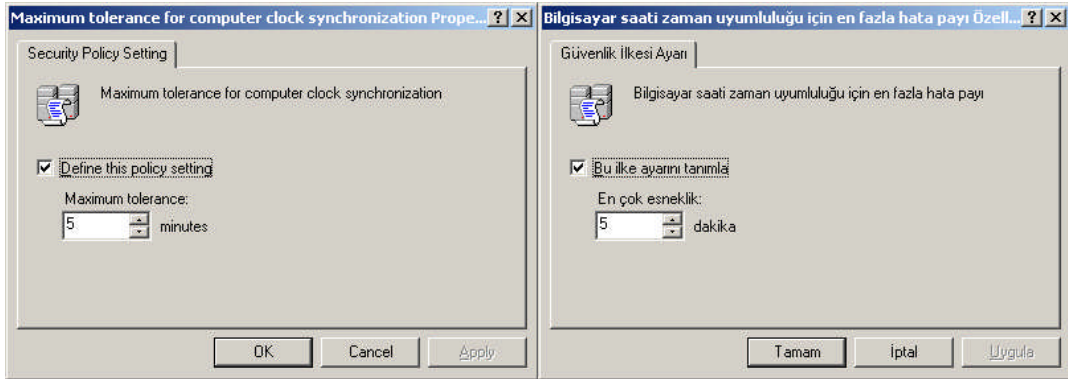 Maximum tolerance for computer clock synchronization Prope...
Security Policy Setting
Maximum tolerance for computer clock synchronization
Define this policy setting
Maximum tolerance:
5 minutes
OK Cancel Apply
Bilgisayar saati zaman uyumluluğu için en fazla hata payı Özell...
Güvenlik İlkesi Ayarı
Bilgisayar saati zaman uyumluluğu için en fazla hata payı
Bu ilke ayarını tanımla
En çok esneklik:
5 dakika
Tamam İptal Uygula